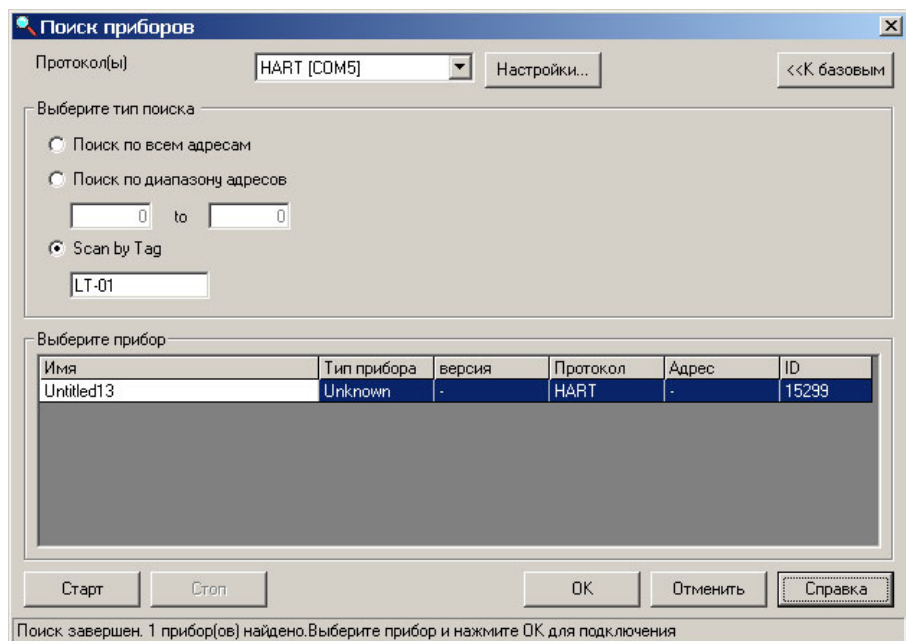 Поиск приборов
Протокол(ы) HART [COM5] Настройки... <<К базовым
Выберите тип поиска
Поиск по всем адресам
Поиск по диапазону адресов
0 to 0
Scan by Tag
LT-01
Выберите прибор
Имя Тип прибора версия Протокол Адрес ID
Untitled13 Unknown - HART - 15299
Старт Стоп OK Отменить Справка
Поиск завершен. 1 прибор(ов) найдено.Выберите прибор и нажмите OK для подключения